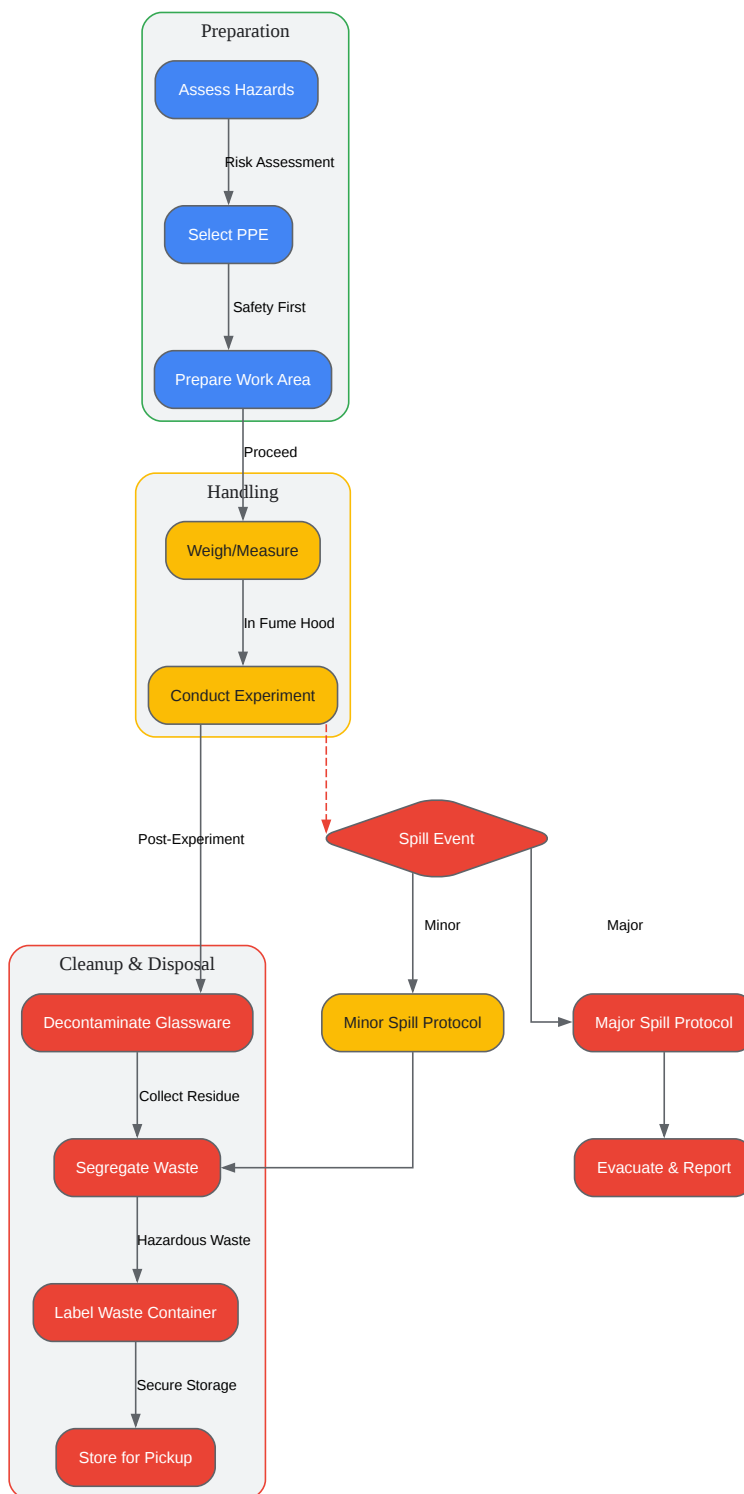 Preparation
Assess Hazards
Risk Assessment
Select PPE
Safety First
Prepare Work Area
Proceed
Handling
Weigh/Measure
In Fume Hood
Conduct Experiment
Spill Event
Post-Experiment
Minor
Major
Cleanup & Disposal
Decontaminate Glassware
Minor Spill Protocol
Major Spill Protocol
Collect Residue
Segregate Waste
Evacuate & Report
Hazardous Waste
Label Waste Container
Secure Storage
Store for Pickup